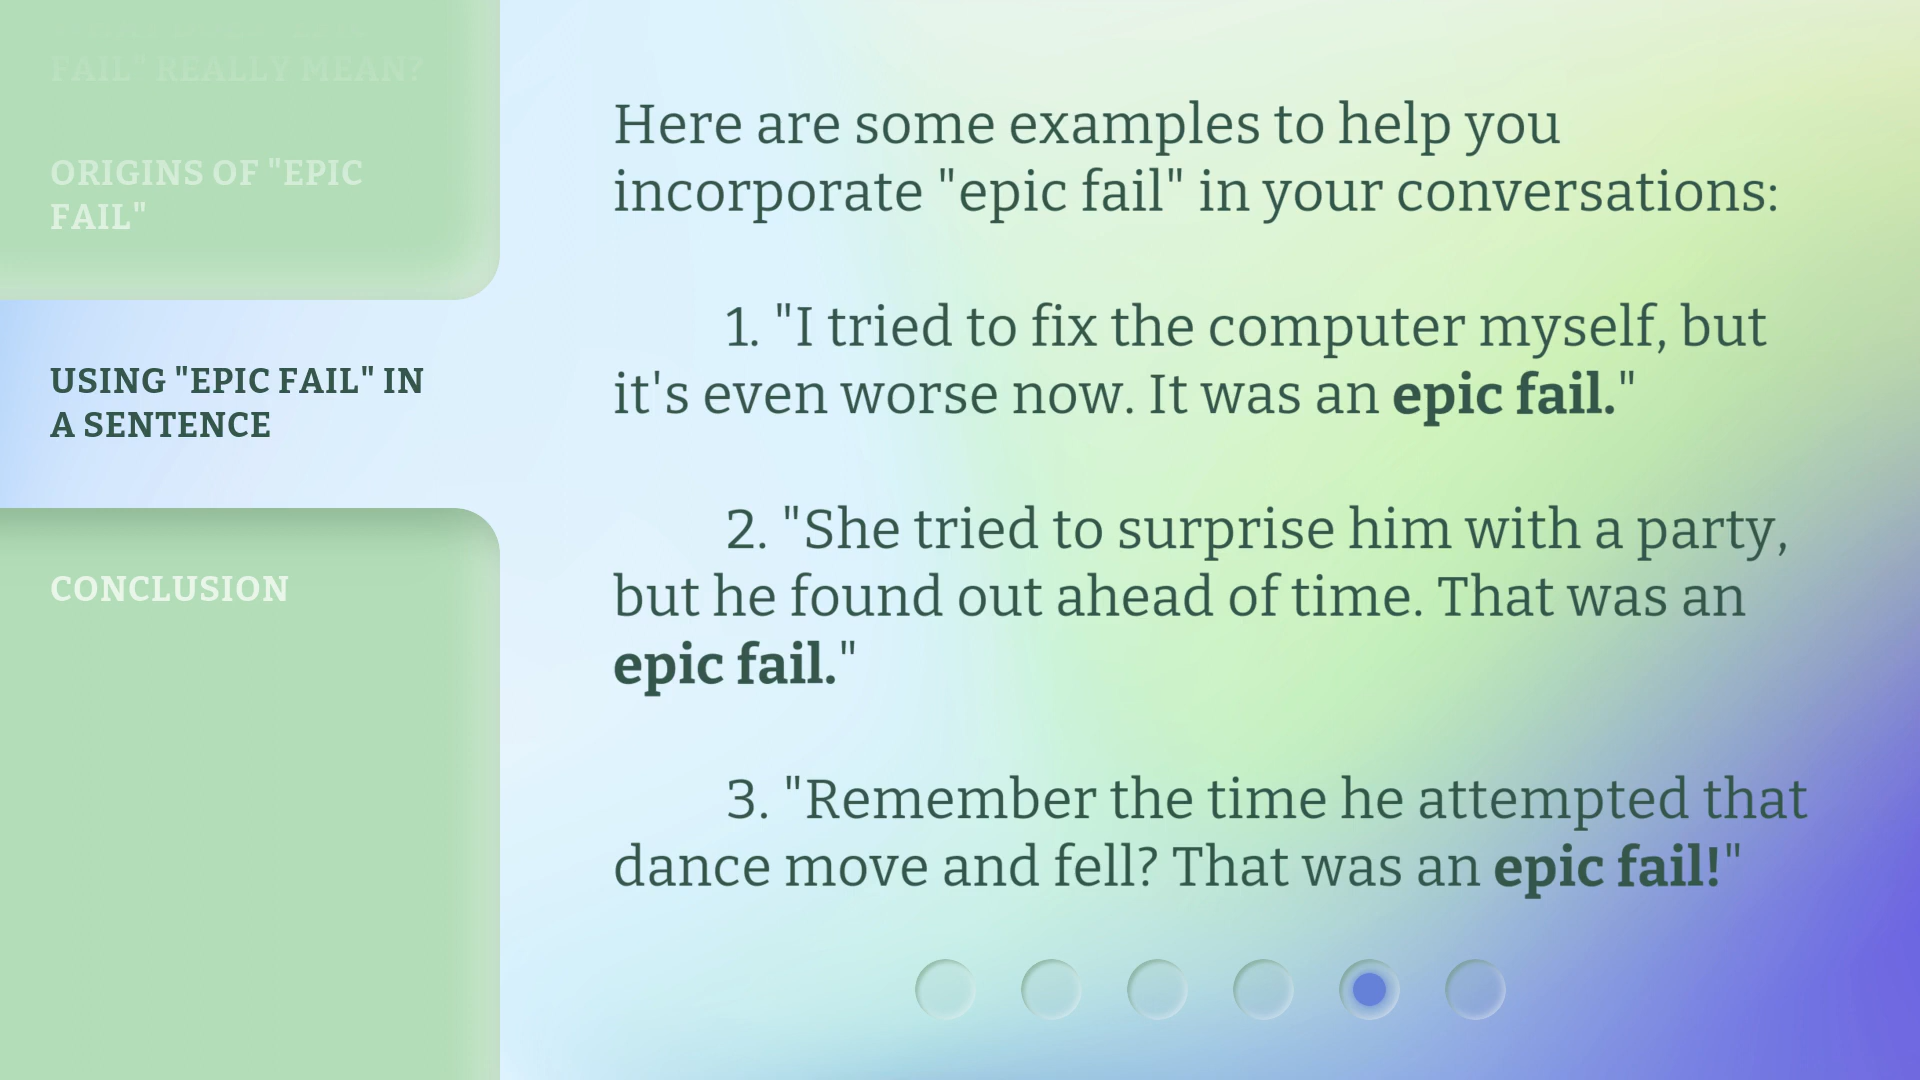 FAIL" REALLY MEAN?
ORIGINS OF "EPIC
FAIL"
USING "EPIC FAIL" IN
A SENTENCE
CONCLUSION
Here are some examples to help you
incorporate "epic fail" in your conversations:
1. "I tried to fix the computer myself, but
it's even worse now. It was an epic fail."
2. "She tried to surprise him with a party,
but he found out ahead of time. That was an
epic fail."
3. "Remember the time he attempted that
dance move and fell? That was an epic fail!"